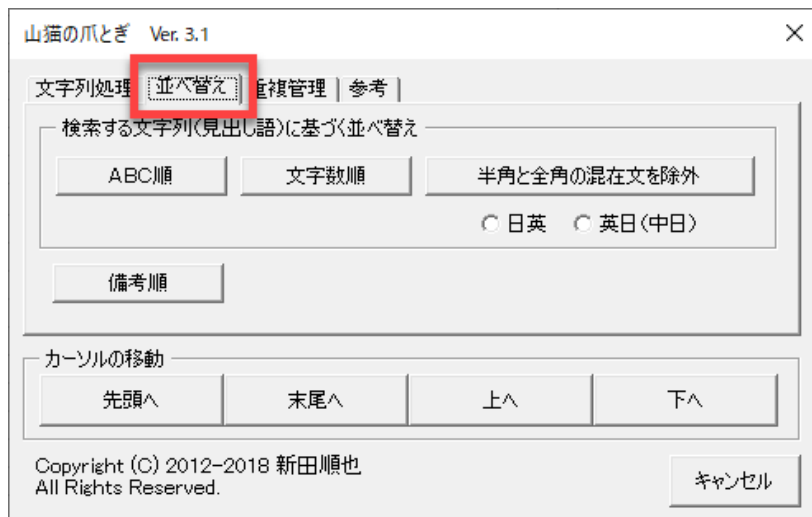 山猫の爪とぎ Ver. 3.1
文字列処理 並べ替え 重複管理 参考
検索する文字列(見出し語)に基づく並べ替え
ABC順 文字数順 半角と全角の混在文を除外
日英 英日(中日)
備考順
カーソルの移動
先頭へ 末尾へ 上へ 下へ
Copyright (C) 2012-2018 新田順也
All Rights Reserved.
キャンセル